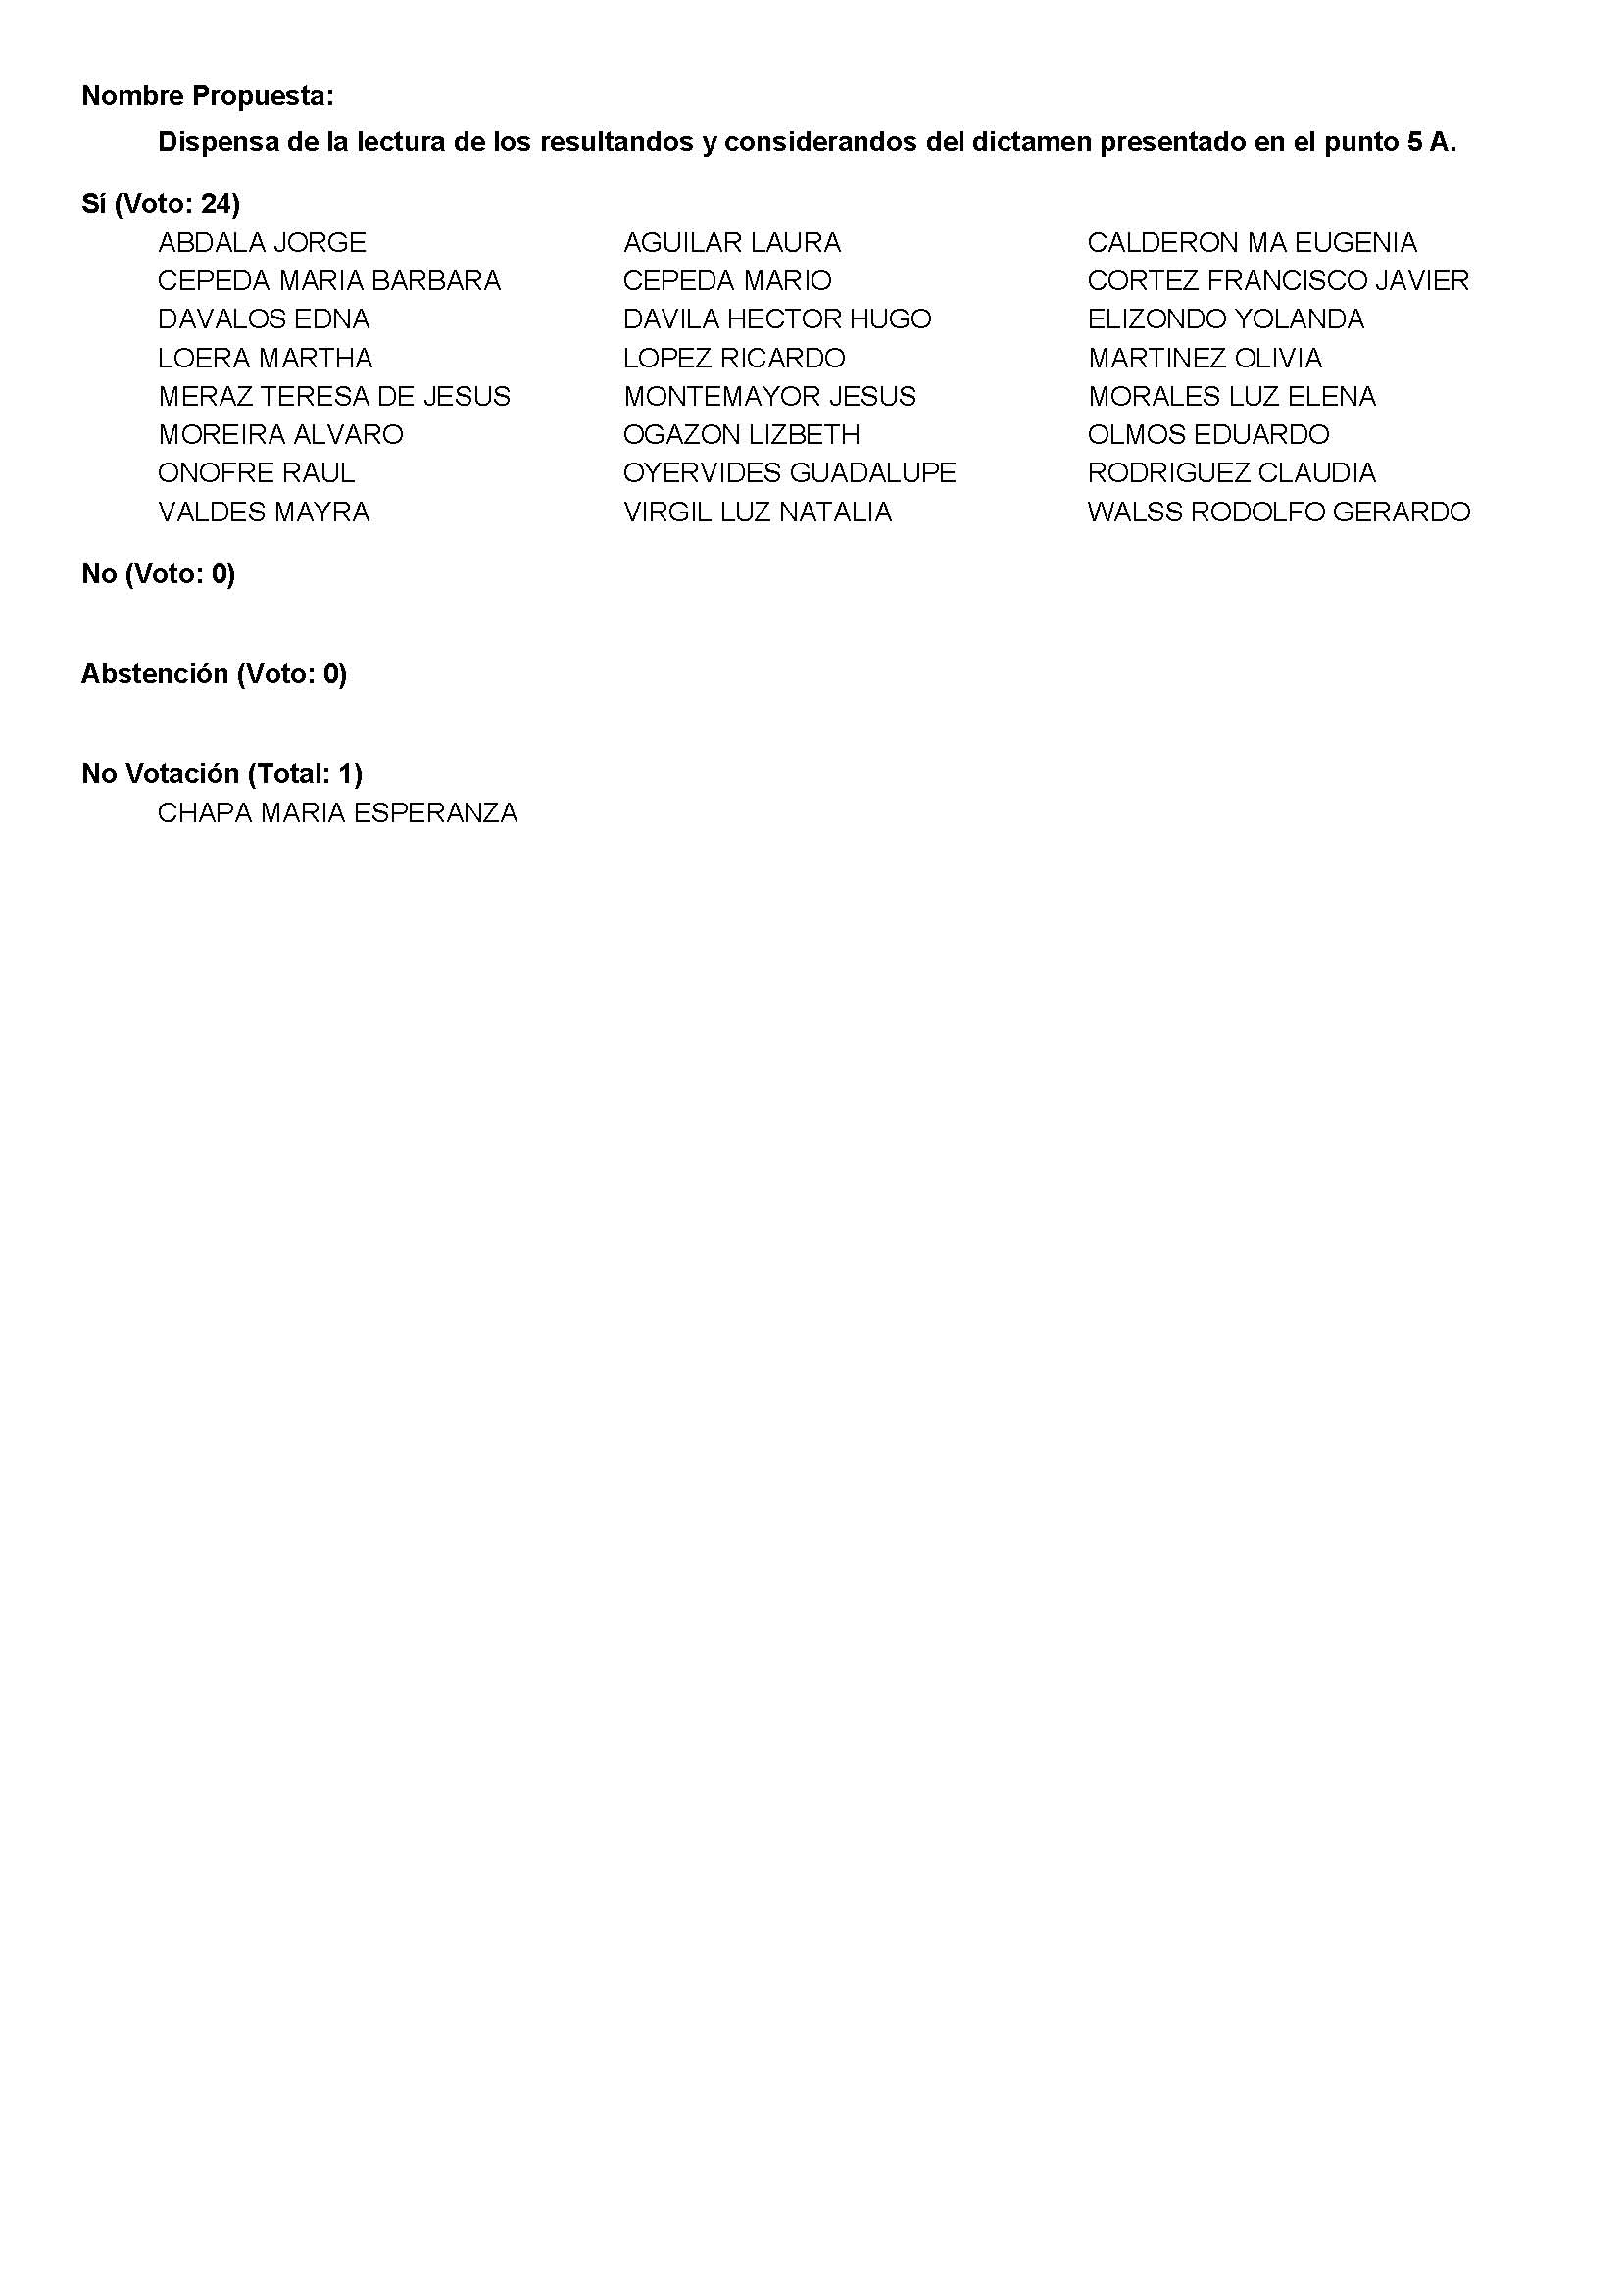 Nombre Propuesta:
Dispensa de la lectura de los resultandos y considerandos del dictamen presentado en el punto 5 A.
Sí (Voto: 24)
ABDALA JORGE AGUILAR LAURA CALDERON MA EUGENIA
CEPEDA MARIA BARBARA CEPEDA MARIO CORTEZ FRANCISCO JAVIER
DAVALOS EDNA DAVILA HECTOR HUGO ELIZONDO YOLANDA
LOERA MARTHA LOPEZ RICARDO MARTINEZ OLIVIA
MERAZ TERESA DE JESUS MONTEMAYOR JESUS MORALES LUZ ELENA
MOREIRA ALVARO OGAZON LIZBETH OLMOS EDUARDO
ONOFRE RAUL OYERVIDES GUADALUPE RODRIGUEZ CLAUDIA
VALDES MAYRA VIRGIL LUZ NATALIA WALSS RODOLFO GERARDO
No (Voto: 0)
Abstención (Voto: 0)
No Votación (Total: 1)
CHAPA MARIA ESPERANZA